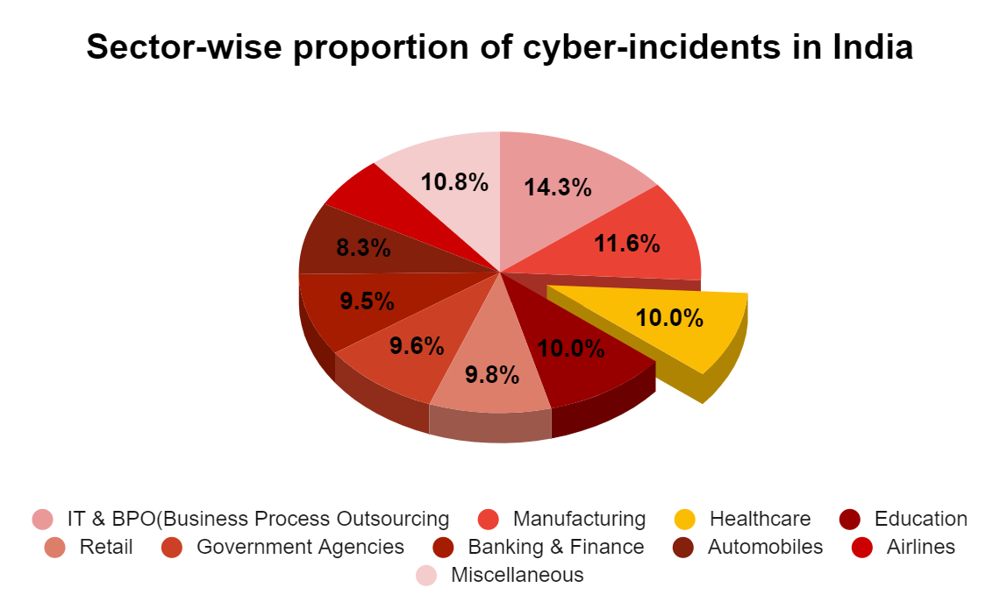 Sector-wise proportion of cyber-incidents in India
10.8%
14.3%
11.6%
8.3%
9.5%
10.0%
9.6%
10.0%
9.8%
IT & BPO(Business Process Outsourcing
Manufacturing
Healthcare
Education
Retail
Government Agencies
Banking & Finance
Automobiles
Airlines
Miscellaneous